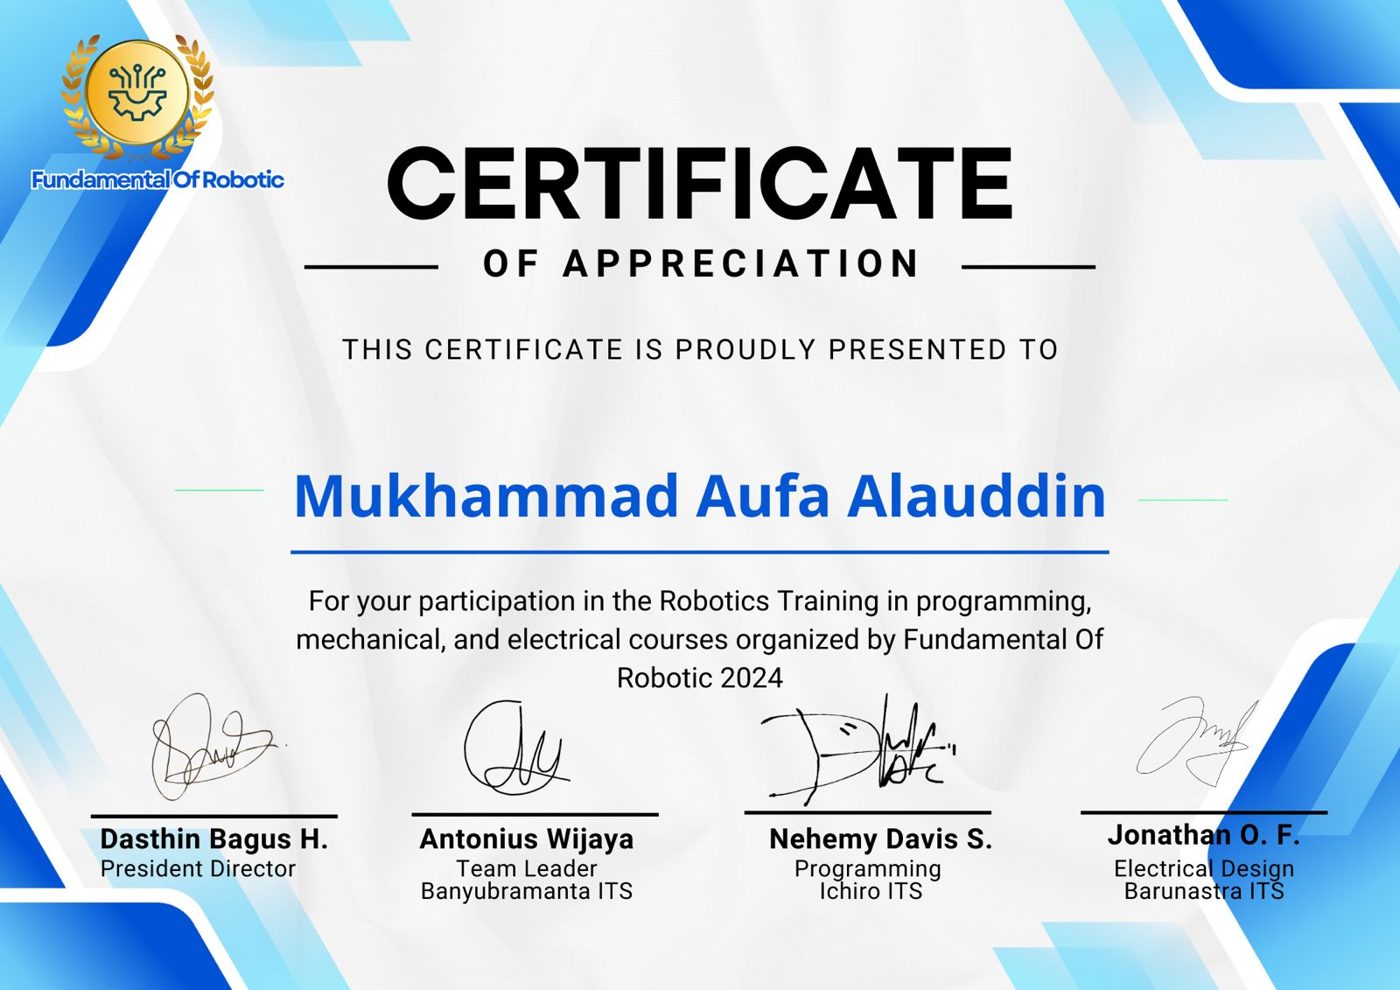 Fundamental Of Robotic
CERTIFICATE
OF APPRECIATION
THIS CERTIFICATE IS PROUDLY PRESENTED TO
Mukhammad Aufa Alauddin
For your participation in the Robotics Training in programming,
mechanical, and electrical courses organized by Fundamental Of
Robotic 2024
Dasthin Bagus H.
President Director
Antonius Wijaya
Team Leader
Banyubramanta ITS
Nehemy Davis S.
Programming
Ichiro ITS
Jonathan O. F.
Electrical Design
Barunastra ITS